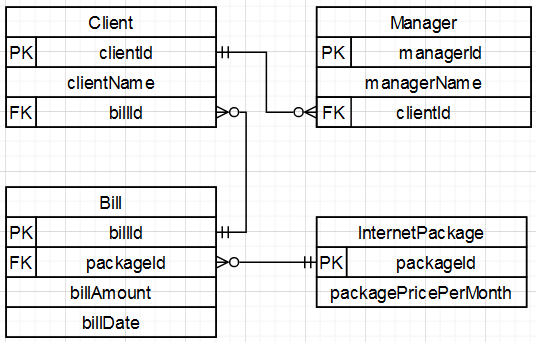 Client
PK clientId
clientName
FK billId
Manager
PK managerId
managerName
FK clientId
Bill
PK billId
FK packageId
billAmount
billDate
InternetPackage
PK packageId
packagePricePerMonth